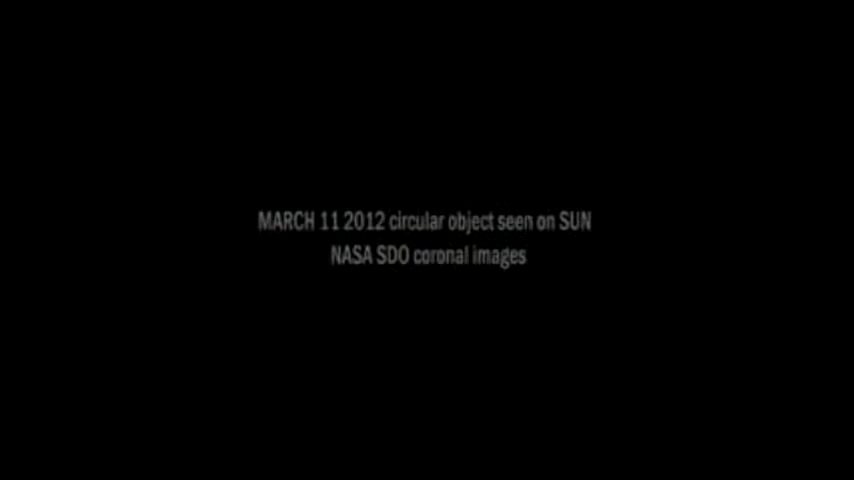 MARCH 11 2012 circular object seen on SUN
NASA SDO coronal images